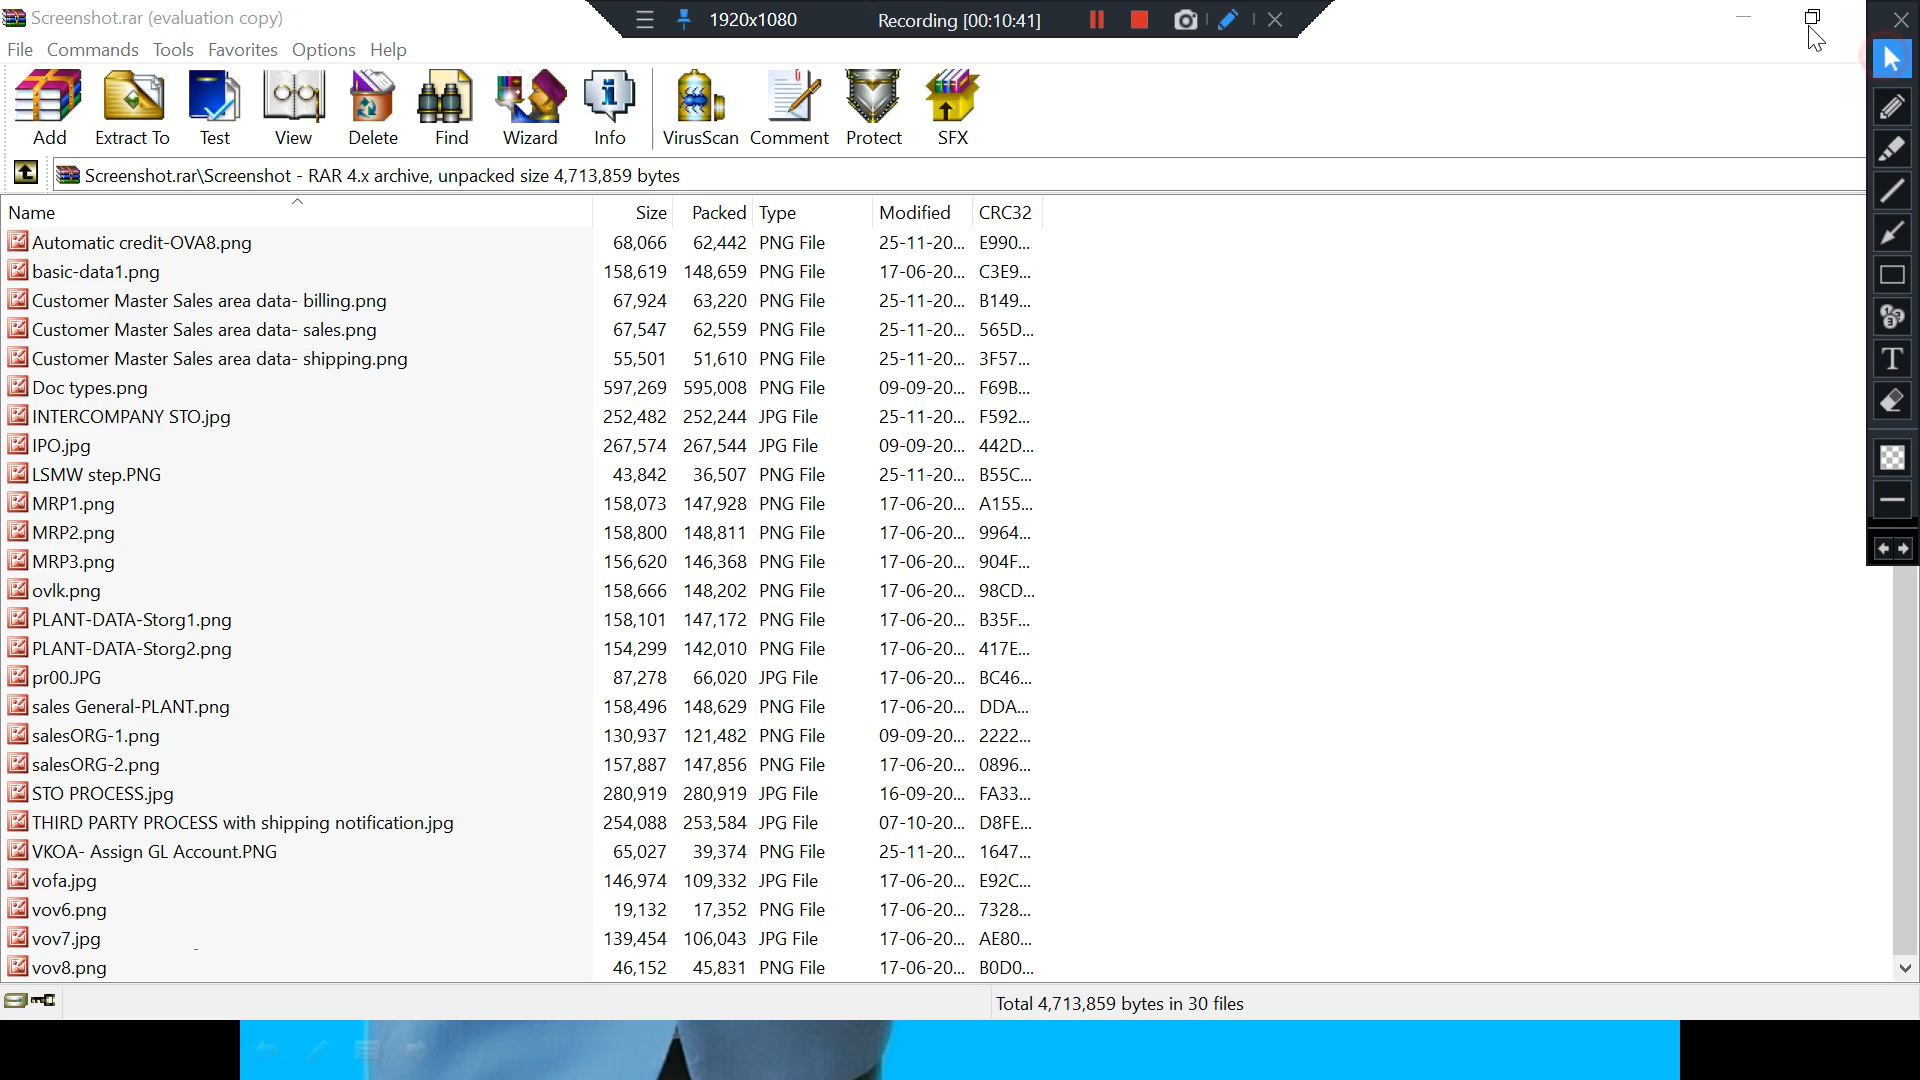 Screenshot.rar (evaluation copy)
1920x1080 Recording [00:10:41]
File Commands Tools Favorites Options Help
Add Extract To Test View Delete Find Wizard Info VirusScan Comment Protect SFX
Screenshot.rar\Screenshot - RAR 4.x archive, unpacked size 4,713,859 bytes
Name Size Packed Type Modified CRC32
Automatic credit-OVA8.png 68,066 62,442 PNG File 25-11-20... E990...
basic-data1.png 158,619 148,659 PNG File 17-06-20... C3E9...
Customer Master Sales area data- billing.png 67,924 63,220 PNG File 25-11-20... B149...
Customer Master Sales area data- sales.png 67,547 62,559 PNG File 25-11-20... 565D...
Customer Master Sales area data- shipping.png 55,501 51,610 PNG File 25-11-20... 3F57...
Doc types.png 597,269 595,008 PNG File 09-09-20... F69B...
INTERCOMPANY STO.jpg 252,482 252,244 JPG File 25-11-20... F592...
IPO.jpg 267,574 267,544 JPG File 09-09-20... 442D...
LSMW step.PNG 43,842 36,507 PNG File 25-11-20... B55C...
MRP1.png 158,073 147,928 PNG File 17-06-20... A155...
MRP2.png 158,800 148,811 PNG File 17-06-20... 9964...
MRP3.png 156,620 146,368 PNG File 17-06-20... 904F...
ovlk.png 158,666 148,202 PNG File 17-06-20... 98CD...
PLANT-DATA-Storg1.png 158,101 147,172 PNG File 17-06-20... B35F...
PLANT-DATA-Storg2.png 154,299 142,010 PNG File 17-06-20... 417E...
pr00.JPG 87,278 66,020 JPG File 17-06-20... BC46...
sales General-PLANT.png 158,496 148,629 PNG File 17-06-20... DDA...
salesORG-1.png 130,937 121,482 PNG File 09-09-20... 2222...
salesORG-2.png 157,887 147,856 PNG File 17-06-20... 0896...
STO PROCESS.jpg 280,919 280,919 JPG File 16-09-20... FA33...
THIRD PARTY PROCESS with shipping notification.jpg 254,088 253,584 JPG File 07-10-20... D8FE...
VKOA- Assign GL Account.PNG 65,027 39,374 PNG File 25-11-20... 1647...
vofa.jpg 146,974 109,332 JPG File 17-06-20... E92C...
vov6.png 19,132 17,352 PNG File 17-06-20... 7328...
vov7.jpg 139,454 106,043 JPG File 17-06-20... AE80...
vov8.png 46,152 45,831 PNG File 17-06-20... B0D0...
Total 4,713,859 bytes in 30 files